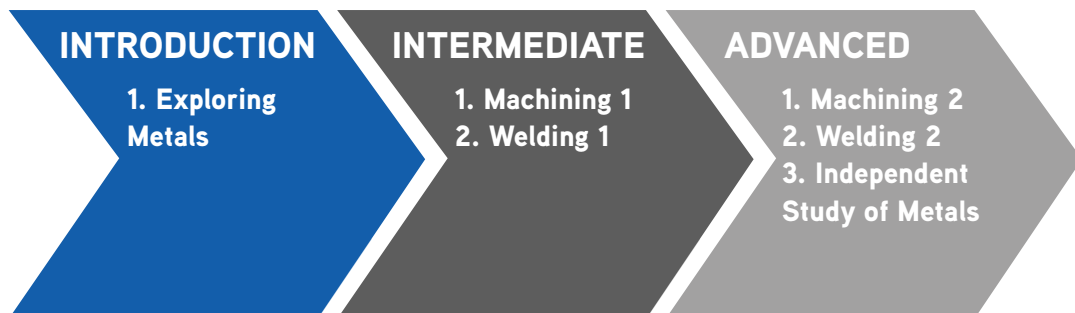 INTRODUCTION
1. Exploring
Metals
INTERMEDIATE
1. Machining 1
2. Welding 1
ADVANCED
1. Machining 2
2. Welding 2
3. Independent
Study of Metals